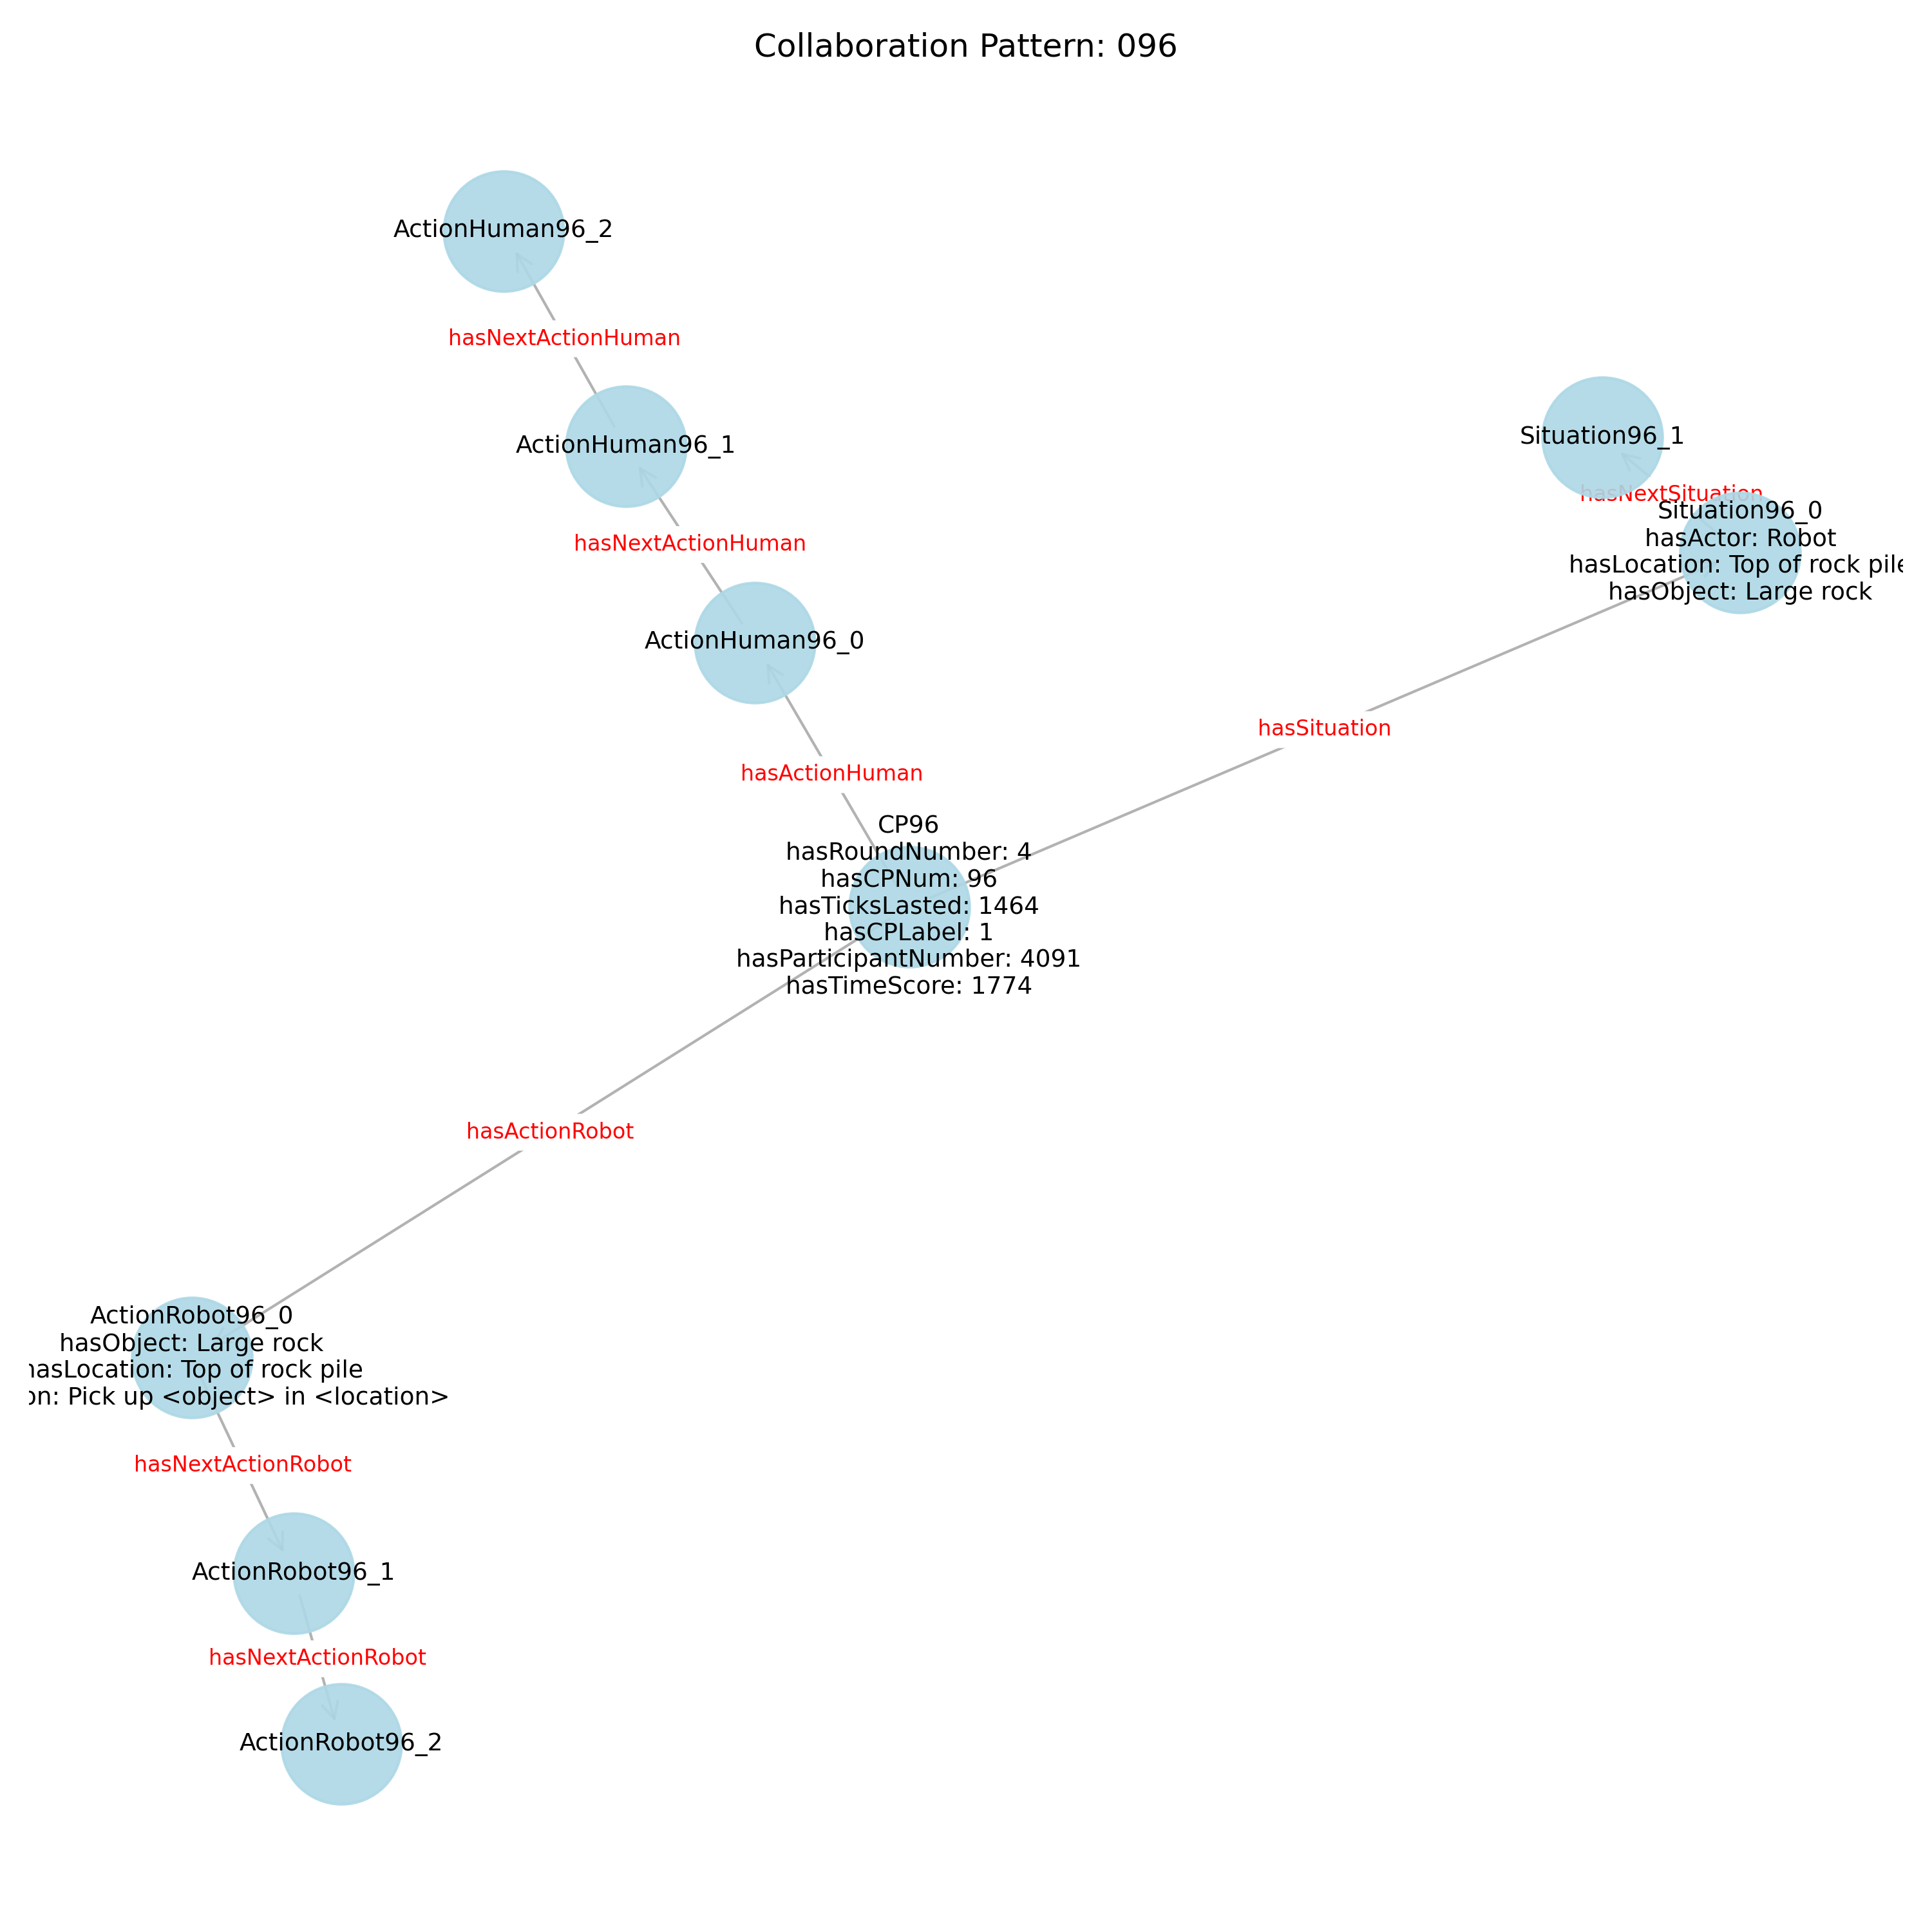 Collaboration Pattern: 096
ActionHuman96_2
hasNextActionHuman
ActionHuman96_1
Situation96_1
hasNextSituation
Situation96_0
hasActor: Robot
hasLocation: Top of rock pile
hasObject: Large rock
hasNextActionHuman
ActionHuman96_0
hasSituation
hasActionHuman
CP96
hasRoundNumber: 4
hasCPNum: 96
hasTicksLasted: 1464
hasCPLabel: 1
hasParticipantNumber: 4091
hasTimeScore: 1774
hasActionRobot
ActionRobot96_0
hasObject: Large rock
hasLocation: Top of rock pile
on: Pick up <object> in <location>
hasNextActionRobot
ActionRobot96_1
hasNextActionRobot
ActionRobot96_2